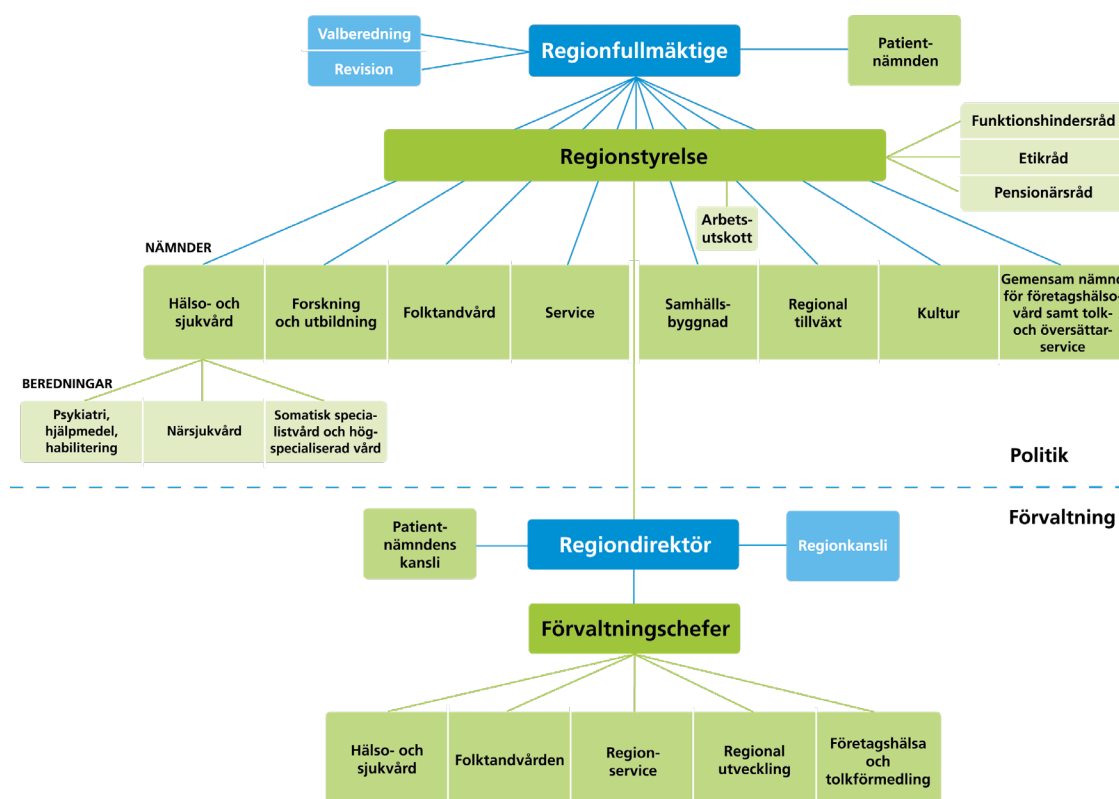 Valberedning
Revision
Regionfullmäktige
Patient-
nämnden
Regionstyrelse
Funktionshindersråd
Etikråd
Pensionärsråd
Arbets-
utskott
NÄMNDER
Hälso- och
sjukvård
Forskning
och utbildning
Folktandvård
Service
Samhälls-
byggnad
Regional
tillväxt
Kultur
Gemensam nämnd
för företagshälso-
vård samt tolk-
och översättar-
service
BEREDNINGAR
Psykiatri,
hjälpmedel,
habilitering
Närsjukvård
Somatisk specia-
listvård och hög-
specialiserad vård
Politik
Förvaltning
Patient-
nämndens
kansli
Regiondirektör
Regionkansli
Förvaltningschefer
Hälso- och
sjukvård
Folktandvården
Region-
service
Regional
utveckling
Företagshälsa
och
tolkförmedling